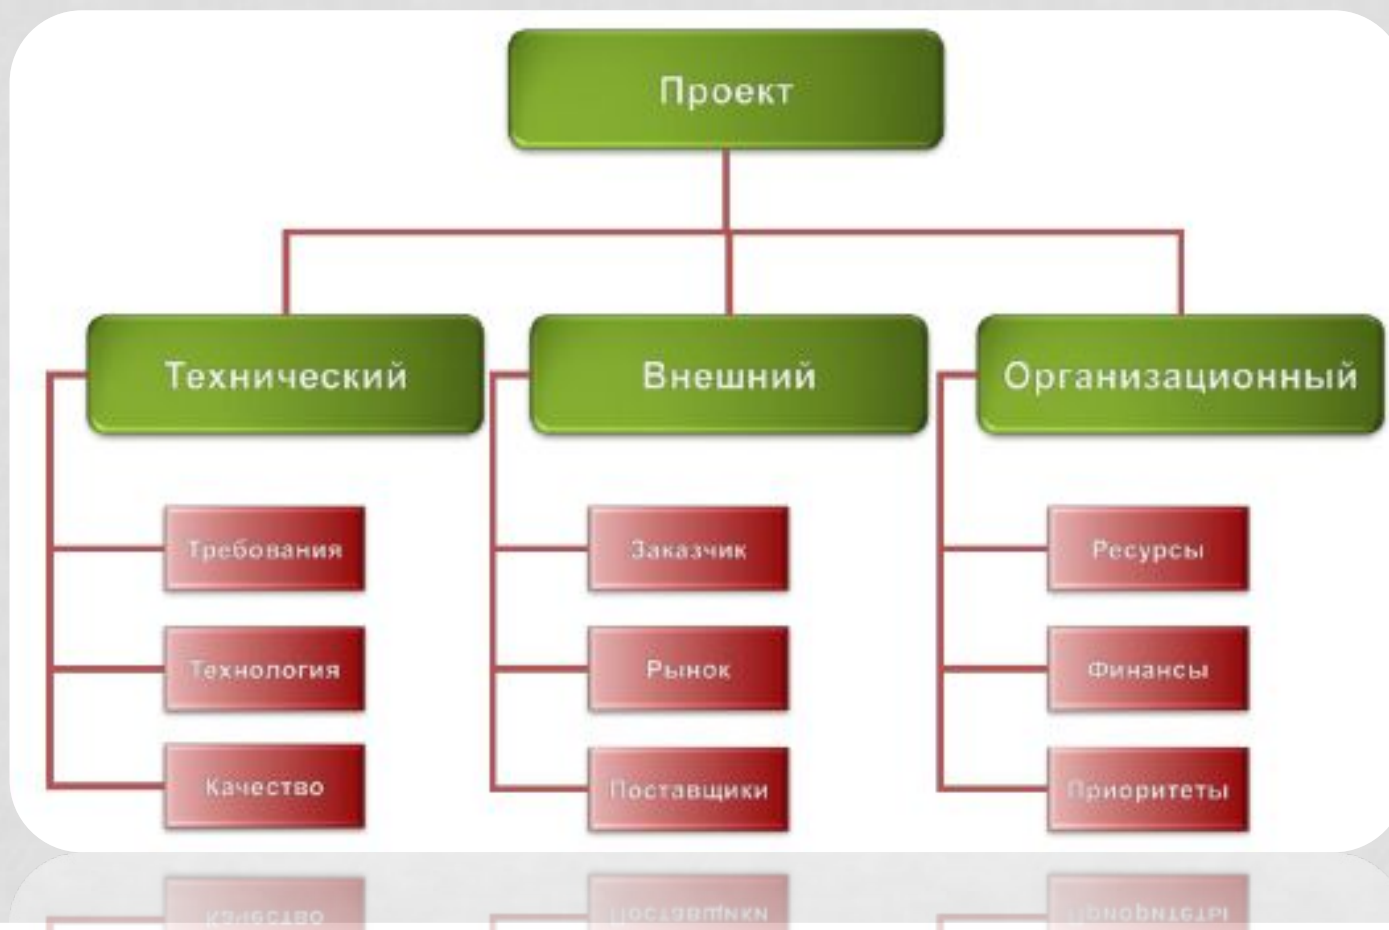 Проект
Технический
Внешний
Организационный
Требования
Заказчик
Ресурсы
Технология
Рынок
Финансы
Качество
Поставщики
Приоритеты